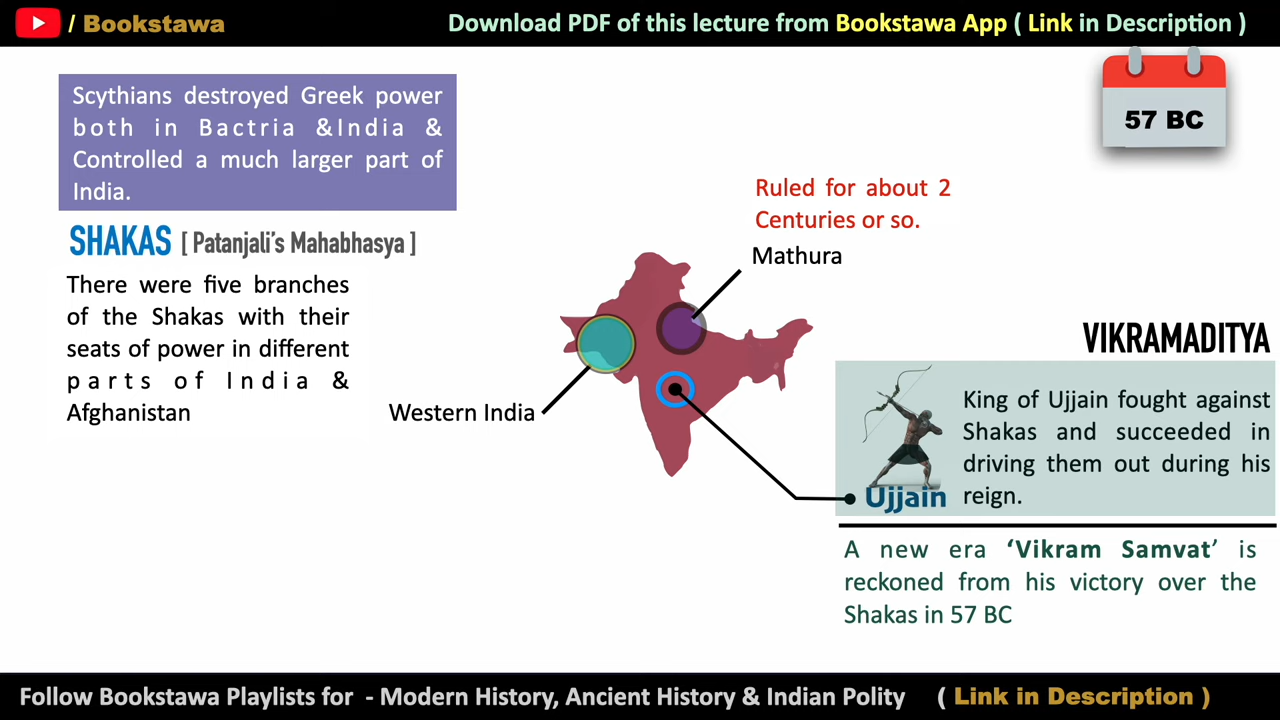 / Bookstawa
Download PDF of this lecture from Bookstawa App ( Link in Description )
Scythians destroyed Greek power
both in Bactria &India &
Controlled a much larger part of
India.
57 BC
SHAKAS [ Patanjali's Mahabhasya ]
There were five branches
of the Shakas with their
seats of power in different
parts of India &
Afghanistan
Ruled for about 2
Centuries or so.
Mathura
Western India
VIKRAMADITYA
King of Ujjain fought against
Shakas and succeeded in
driving them out during his
reign.
Ujjain
A new era ‘Vikram Samvat’ is
reckoned from his victory over the
Shakas in 57 BC
Follow Bookstawa Playlists for - Modern History, Ancient History & Indian Polity ( Link in Description )